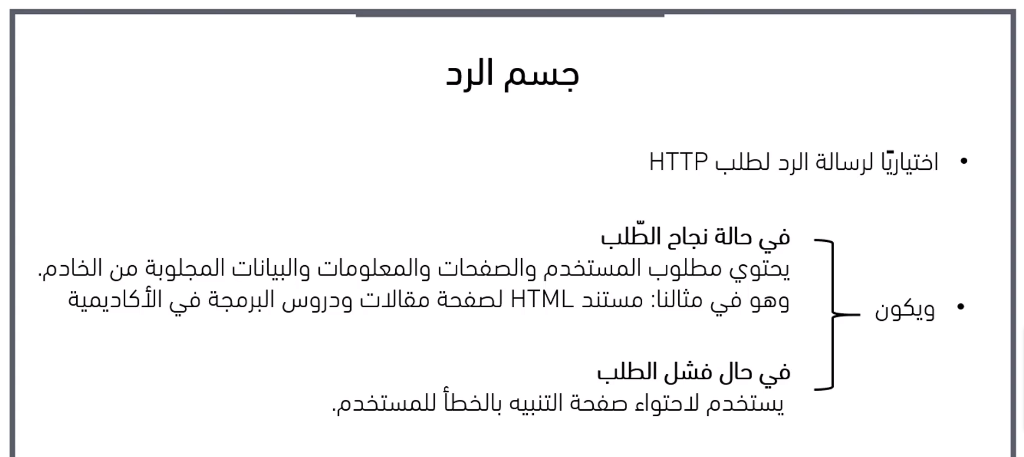 جسم الرد
• اختياريًّا لرسالة الرد لطلب HTTP
• ويكون
في حالة نجاح الطّلب
يحتوي مطلوب المستخدم والصفحات والمعلومات والبيانات المجلوبة من الخادم.
وهو في مثالنا: مستند HTML لصفحة مقالات ودروس البرمجة في الأكاديمية
في حال فشل الطلب
يستخدم لاحتواء صفحة التنبيه بالخطأ للمستخدم.